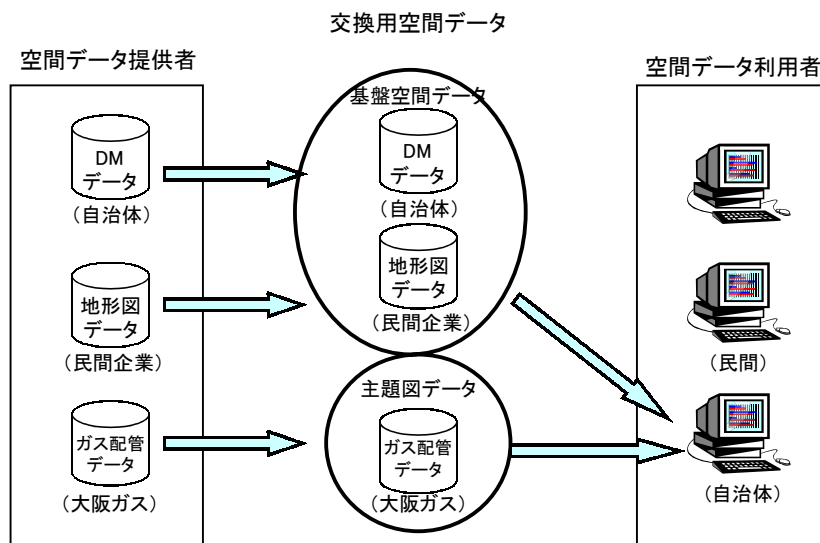 交換用空間データ
空間データ提供者
DM
データ
(自治体)
地形図
データ
(民間企業)
ガス配管
データ
(大阪ガス)
基盤空間データ
DM
データ
(自治体)
地形図
データ
(民間企業)
主題図データ
ガス配管
データ
(大阪ガス)
空間データ利用者
(民間)
(自治体)